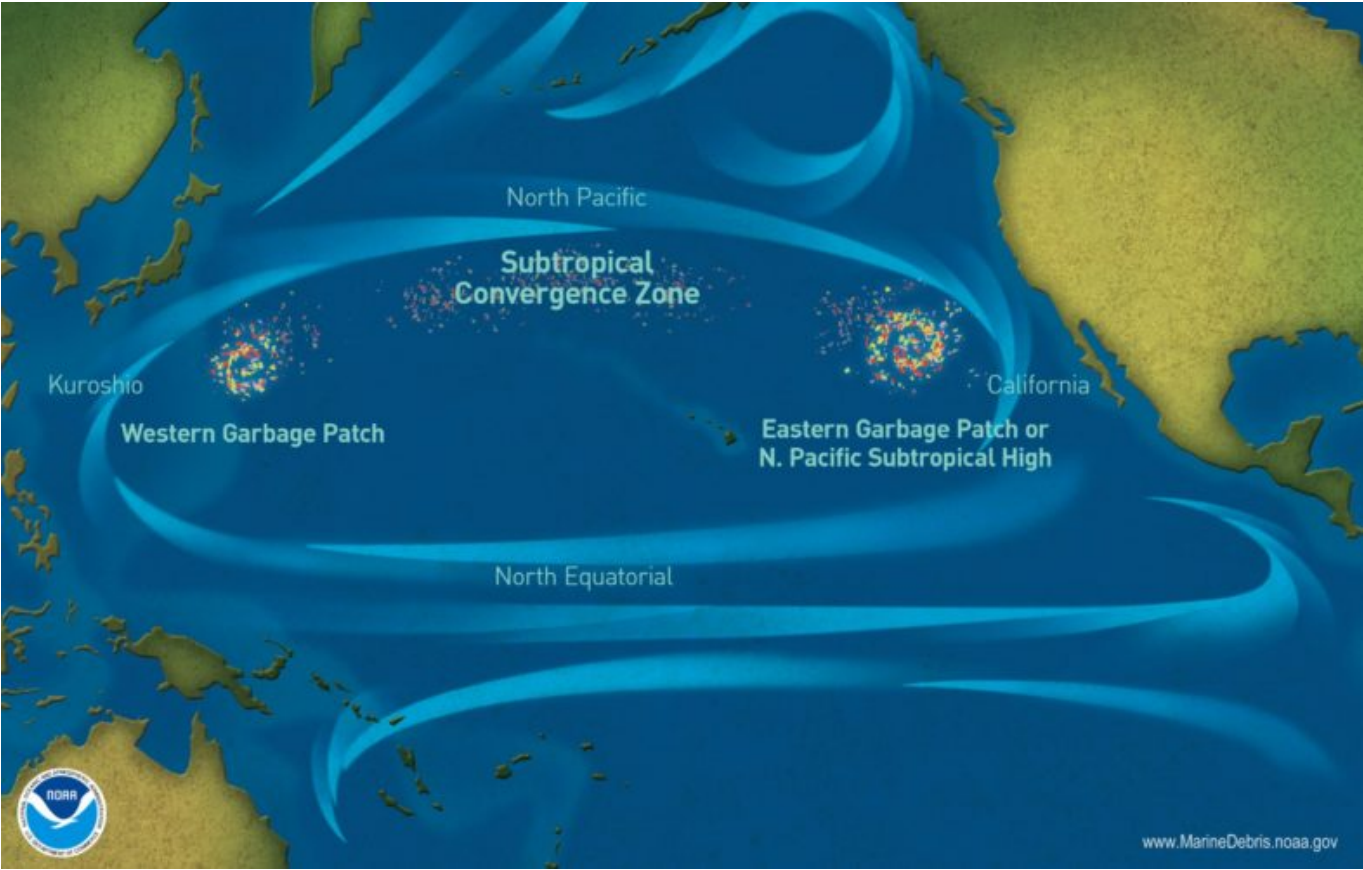 North Pacific
Subtropical
Convergence Zone
Kuroshio
California
Western Garbage Patch
Eastern Garbage Patch or
N. Pacific Subtropical High
North Equatorial
NOAA
www.MarineDebris.noaa.gov